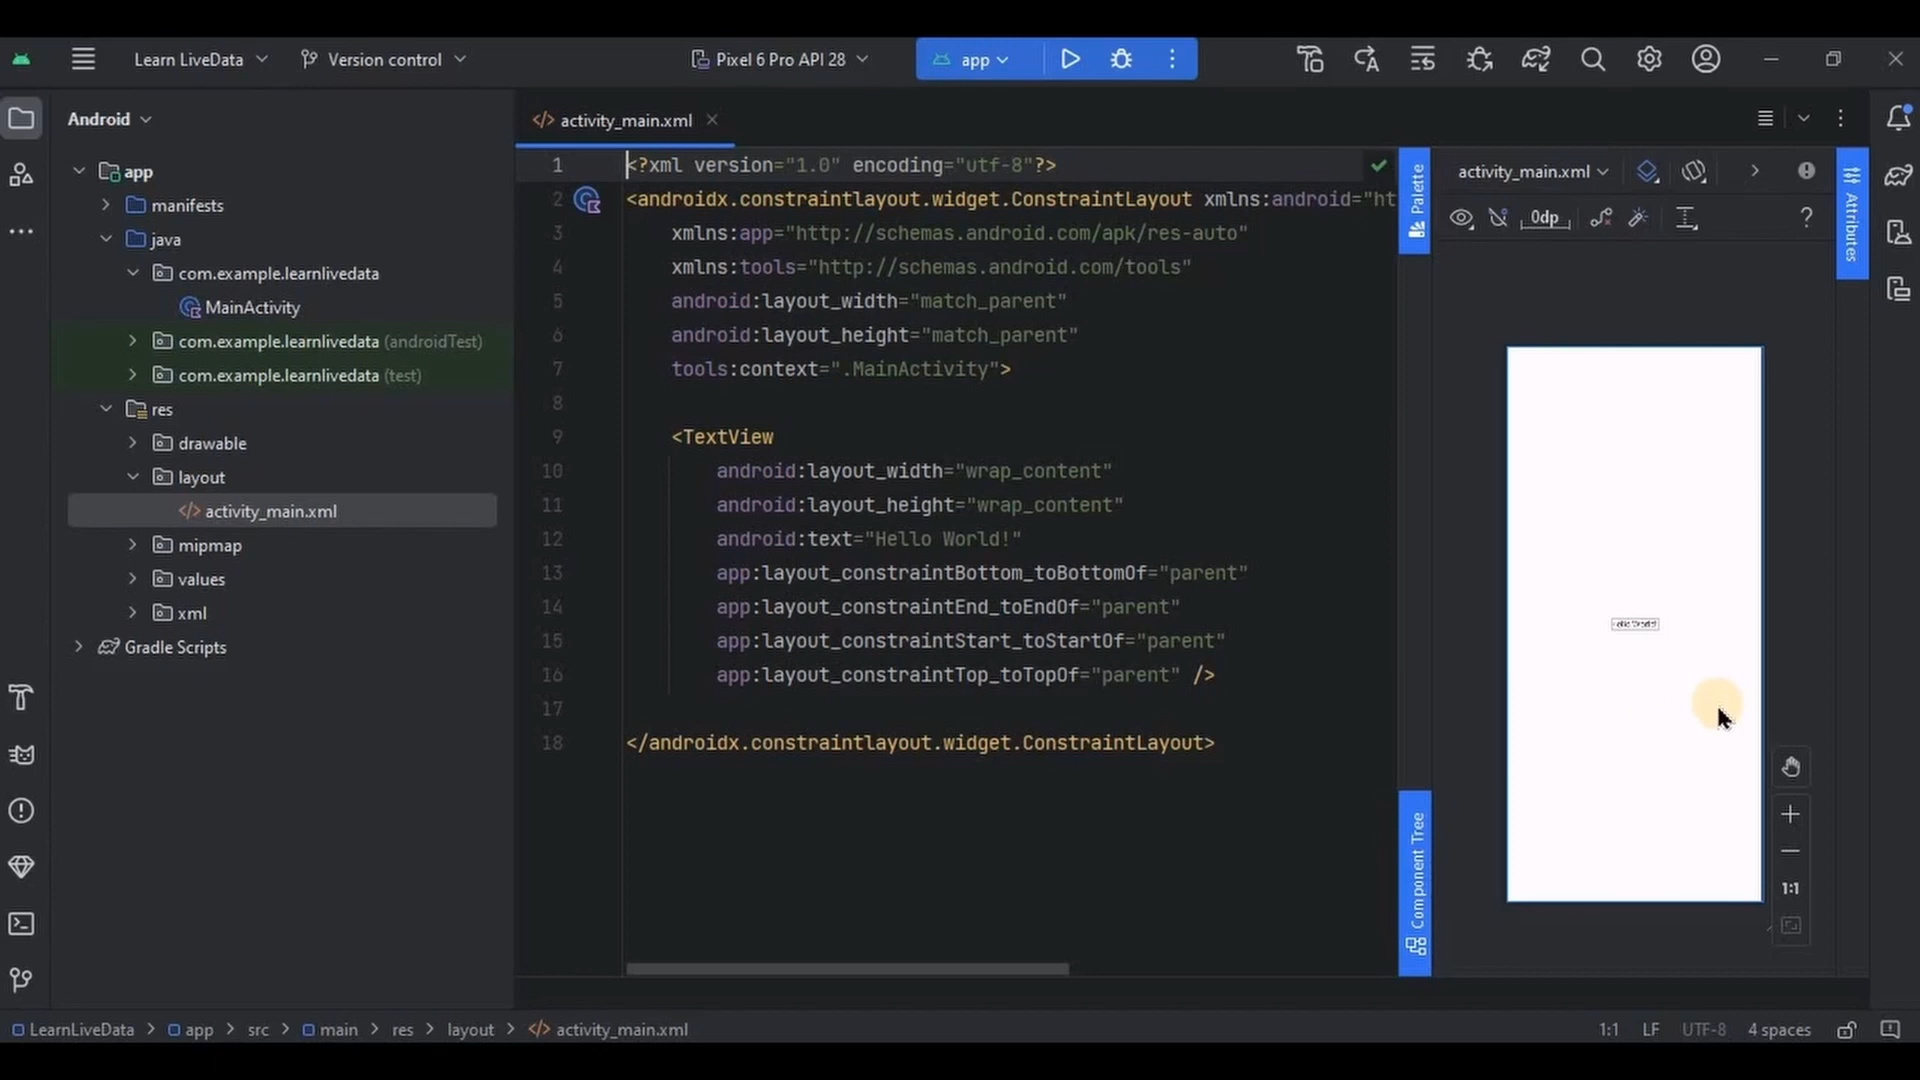 Learn LiveData
Version control
Pixel 6 Pro API 28
app
Android
activity_main.xml
app
manifests
java
com.example.learnlivedata
MainActivity
com.example.learnlivedata (androidTest)
com.example.learnlivedata (test)
res
drawable
layout
activity_main.xml
mipmap
values
xml
Gradle Scripts
1 <?xml version="1.0" encoding="utf-8"?>
2 <androidx.constraintlayout.widget.ConstraintLayout xmlns:android="ht
3 xmlns:app="http://schemas.android.com/apk/res-auto"
4 xmlns:tools="http://schemas.android.com/tools"
5 android:layout_width="match_parent"
6 android:layout_height="match_parent"
7 tools:context=".MainActivity">
8
9 <TextView
10 android:layout_width="wrap_content"
11 android:layout_height="wrap_content"
12 android:text="Hello World!"
13 app:layout_constraintBottom_toBottomOf="parent"
14 app:layout_constraintEnd_toEndOf="parent"
15 app:layout_constraintStart_toStartOf="parent"
16 app:layout_constraintTop_toTopOf="parent" />
17
18 </androidx.constraintlayout.widget.ConstraintLayout>
Palette
Component Tree
activity_main.xml
0dp
?
Attributes
Hello World!
1:1
LearnLiveData > app > src > main > res > layout > activity_main.xml
1:1 LF UTF-8 4 spaces